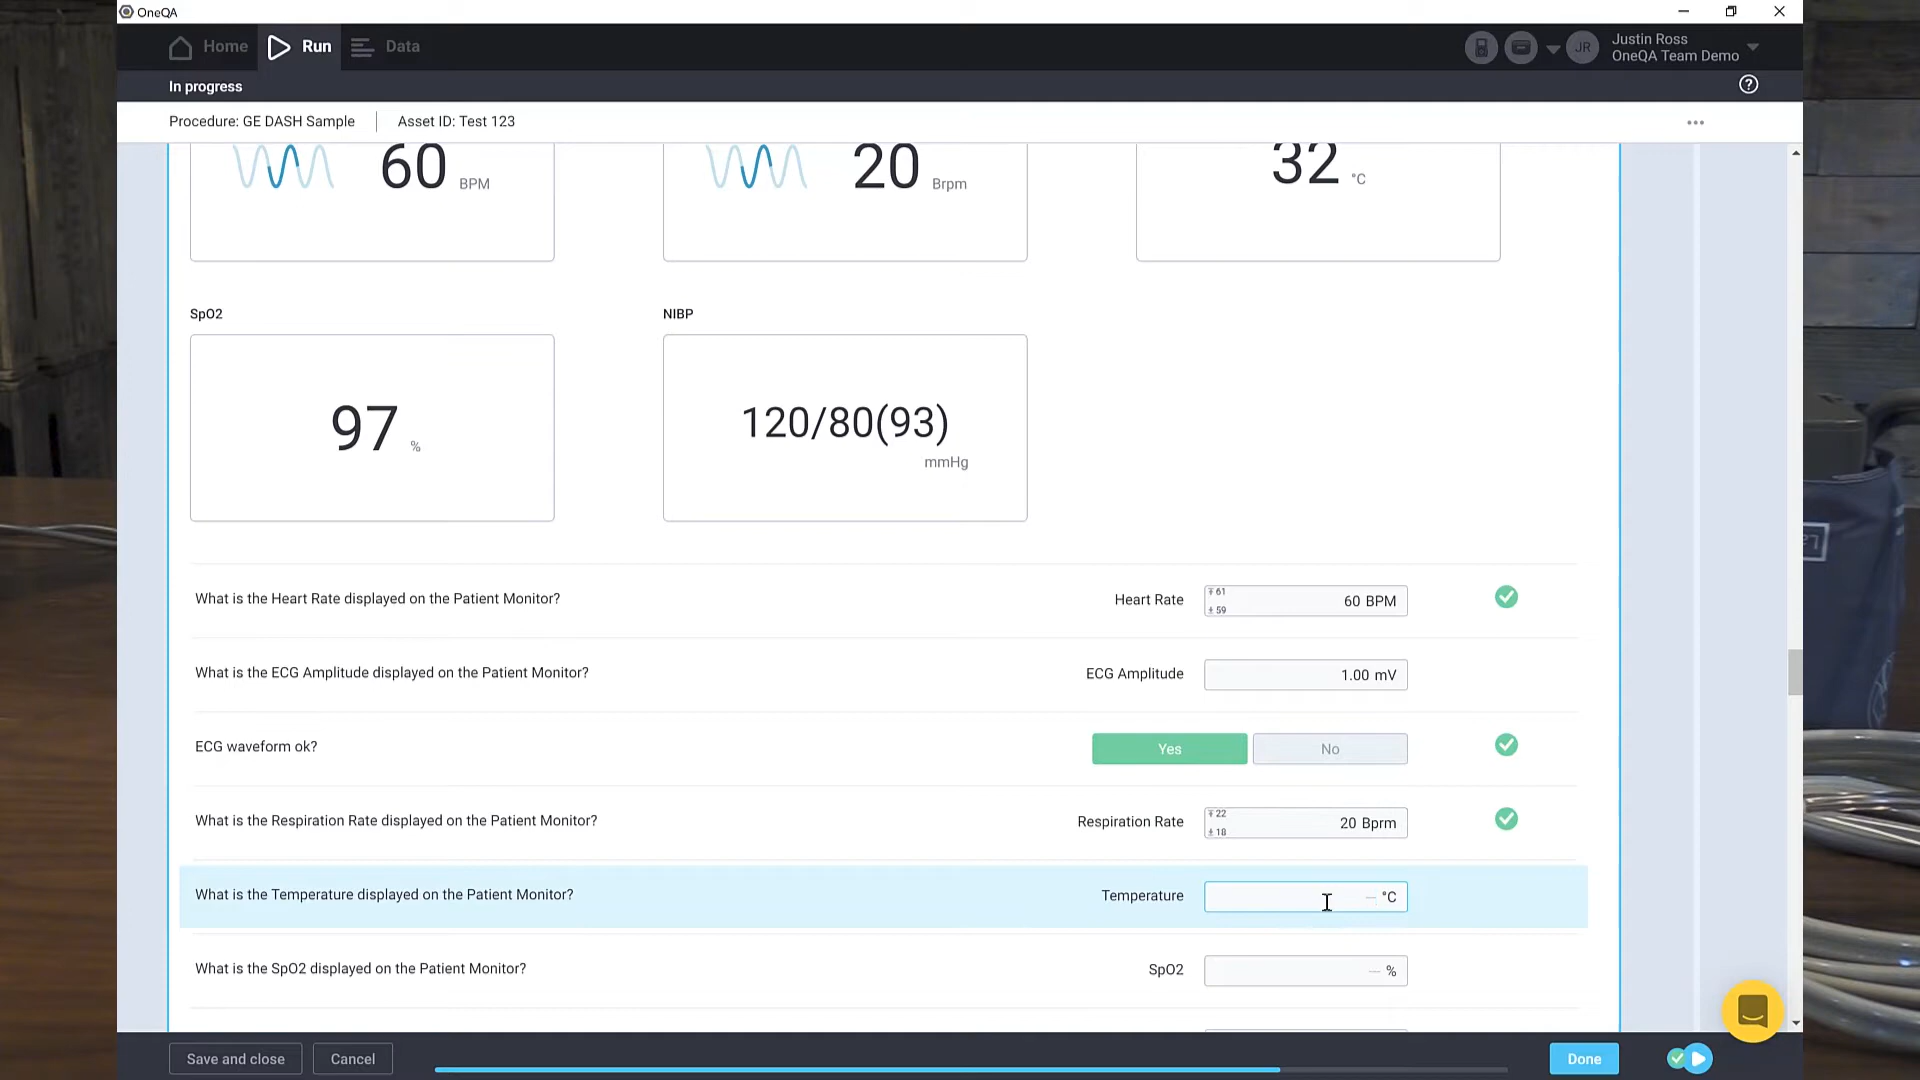 OneQA
Home Run Data
JR Justin Ross
OneQA Team Demo
In progress
?
Procedure: GE DASH Sample Asset ID: Test 123
60 BPM 20 Brpm 32 °C
SpO2 NIBP
97 % 120/80(93)
mmHg
What is the Heart Rate displayed on the Patient Monitor? Heart Rate 61 59 60 BPM
What is the ECG Amplitude displayed on the Patient Monitor? ECG Amplitude 1.00 mV
ECG waveform ok? Yes No
What is the Respiration Rate displayed on the Patient Monitor? Respiration Rate 22 18 20 Bprm
What is the Temperature displayed on the Patient Monitor? Temperature — °C
What is the SpO2 displayed on the Patient Monitor? SpO2 — %
Save and close Cancel Done